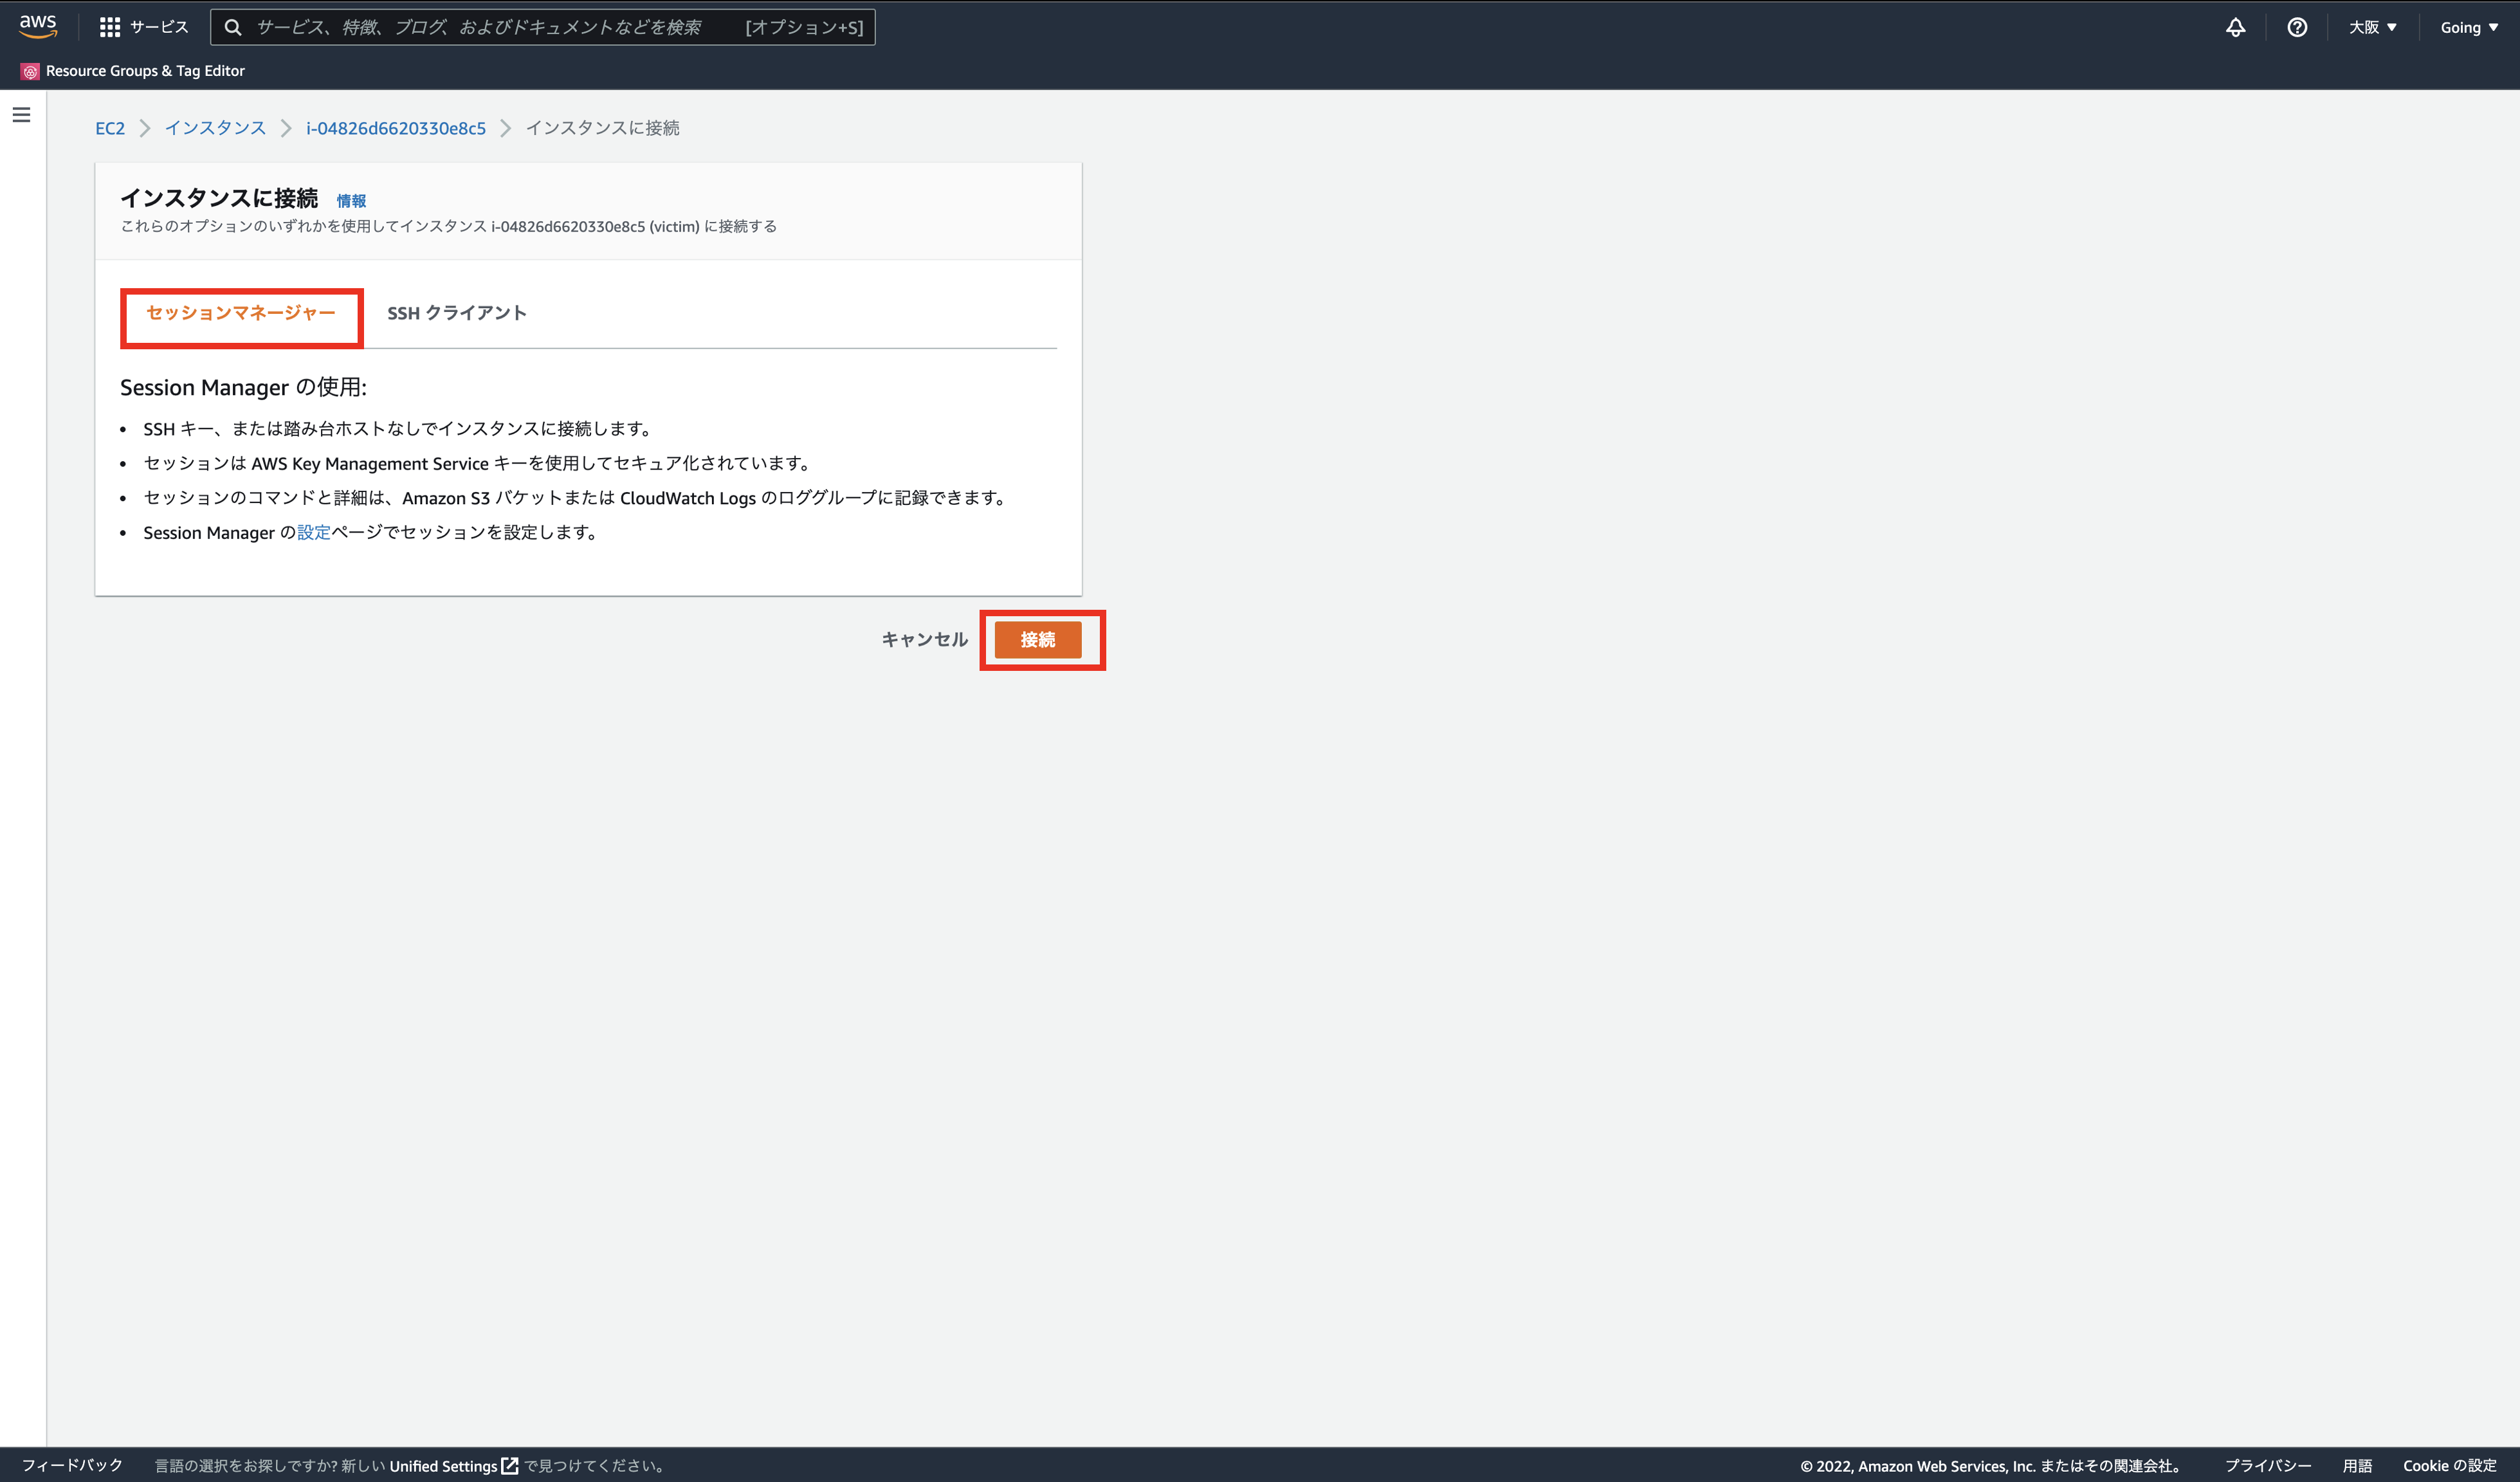 aws サービス サービス、特徴、ブログ、およびドキュメントなどを検索 [オプション+S] 大阪 ▼ Going ▼
Resource Groups & Tag Editor
EC2 > インスタンス > i-04826d6620330e8c5 > インスタンスに接続
インスタンスに接続 情報
これらのオプションのいずれかを使用してインスタンス i-04826d6620330e8c5 (victim) に接続する
セッションマネージャー SSH クライアント
Session Manager の使用:
• SSH キー、または踏み台ホストなしでインスタンスに接続します。
• セッションは AWS Key Management Service キーを使用してセキュア化されています。
• セッションのコマンドと詳細は、Amazon S3 バケットまたは CloudWatch Logs のロググループに記録できます。
• Session Manager の設定ページでセッションを設定します。
キャンセル 接続
フィードバック 言語の選択をお探しですか? 新しい Unified Settings で見つけてください。 © 2022, Amazon Web Services, Inc. またはその関連会社。 プライバシー 用語 Cookie の設定